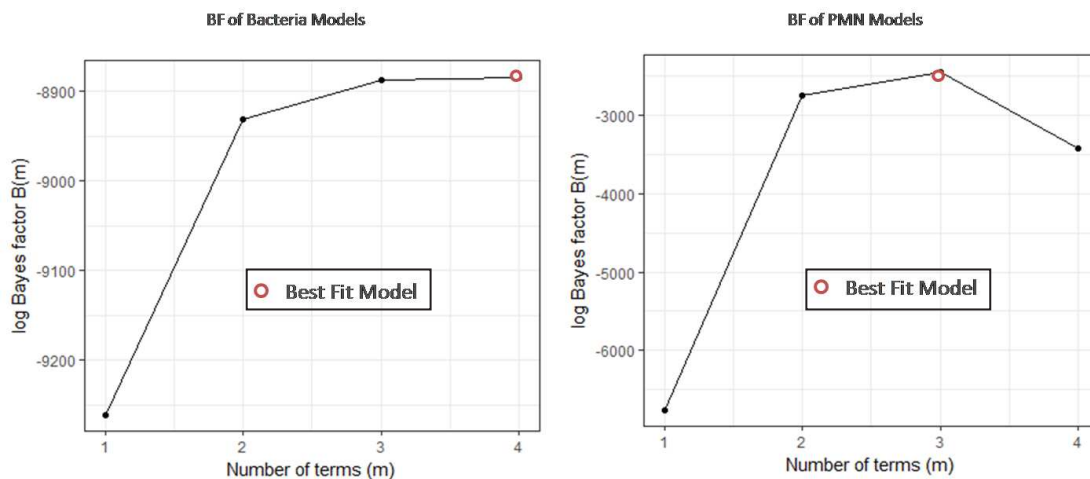 BF of Bacteria Models
log Bayes factor B(m)
-8900
-9000
-9100
-9200
Best Fit Model
1 2 3 4
Number of terms (m)
BF of PMN Models
log Bayes factor B(m)
-3000
-4000
-5000
-6000
Best Fit Model
1 2 3 4
Number of terms (m)